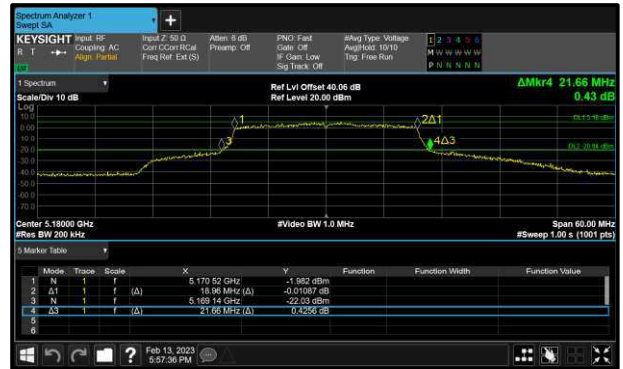 Spectrum Analyzer 1
Swept SA
+
KEYSIGHT Input: RF Input Z: 50 Ω Atten: 6 dB PNO: Fast #Avg Type: Voltage 1 2 3 4 5 6
R T Coupling: AC Corr CCorr RCal Preamp: Off Gate: Off Avg|Hold: 10/10 M W W W W W
Align: Partial Freq Ref: Ext (S) IF Gain: Low Trig: Free Run P N N N N N
Sig Track: Off
1 Spectrum ΔMkr4 21.66 MHz
Scale/Div 10 dB Ref Lvl Offset 40.06 dB 0.43 dB
Ref Level 20.00 dBm
Log
10.0
0.00
-10.0
-20.0
-30.0
-40.0
-50.0
-60.0
-70.0
1
2Δ1
3
4Δ3
Center 5.18000 GHz #Video BW 1.0 MHz Span 60.00 MHz
#Res BW 200 kHz #Sweep 1.00 s (1001 pts)
5 Marker Table
Mode Trace Scale X Y Function Function Width Function Value
1 N 1 f 5.170 52 GHz -1.982 dBm
2 Δ1 1 f (Δ) 18.96 MHz (Δ) -0.01087 dB
3 N 1 f 5.169 14 GHz -22.03 dBm
4 Δ3 1 f (Δ) 21.66 MHz (Δ) 0.4256 dB
5
6
? Feb 13, 2023
5:57:36 PM